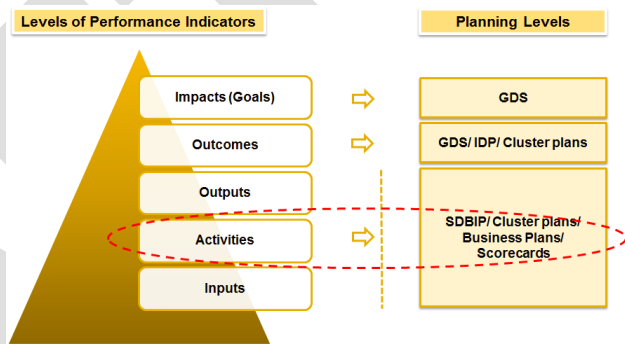 Levels of Performance Indicators
Planning Levels
Impacts (Goals)
GDS
Outcomes
GDS/ IDP/ Cluster plans
Outputs
Activities
SDBIP/ Cluster plans/
Business Plans/
Scorecards
Inputs